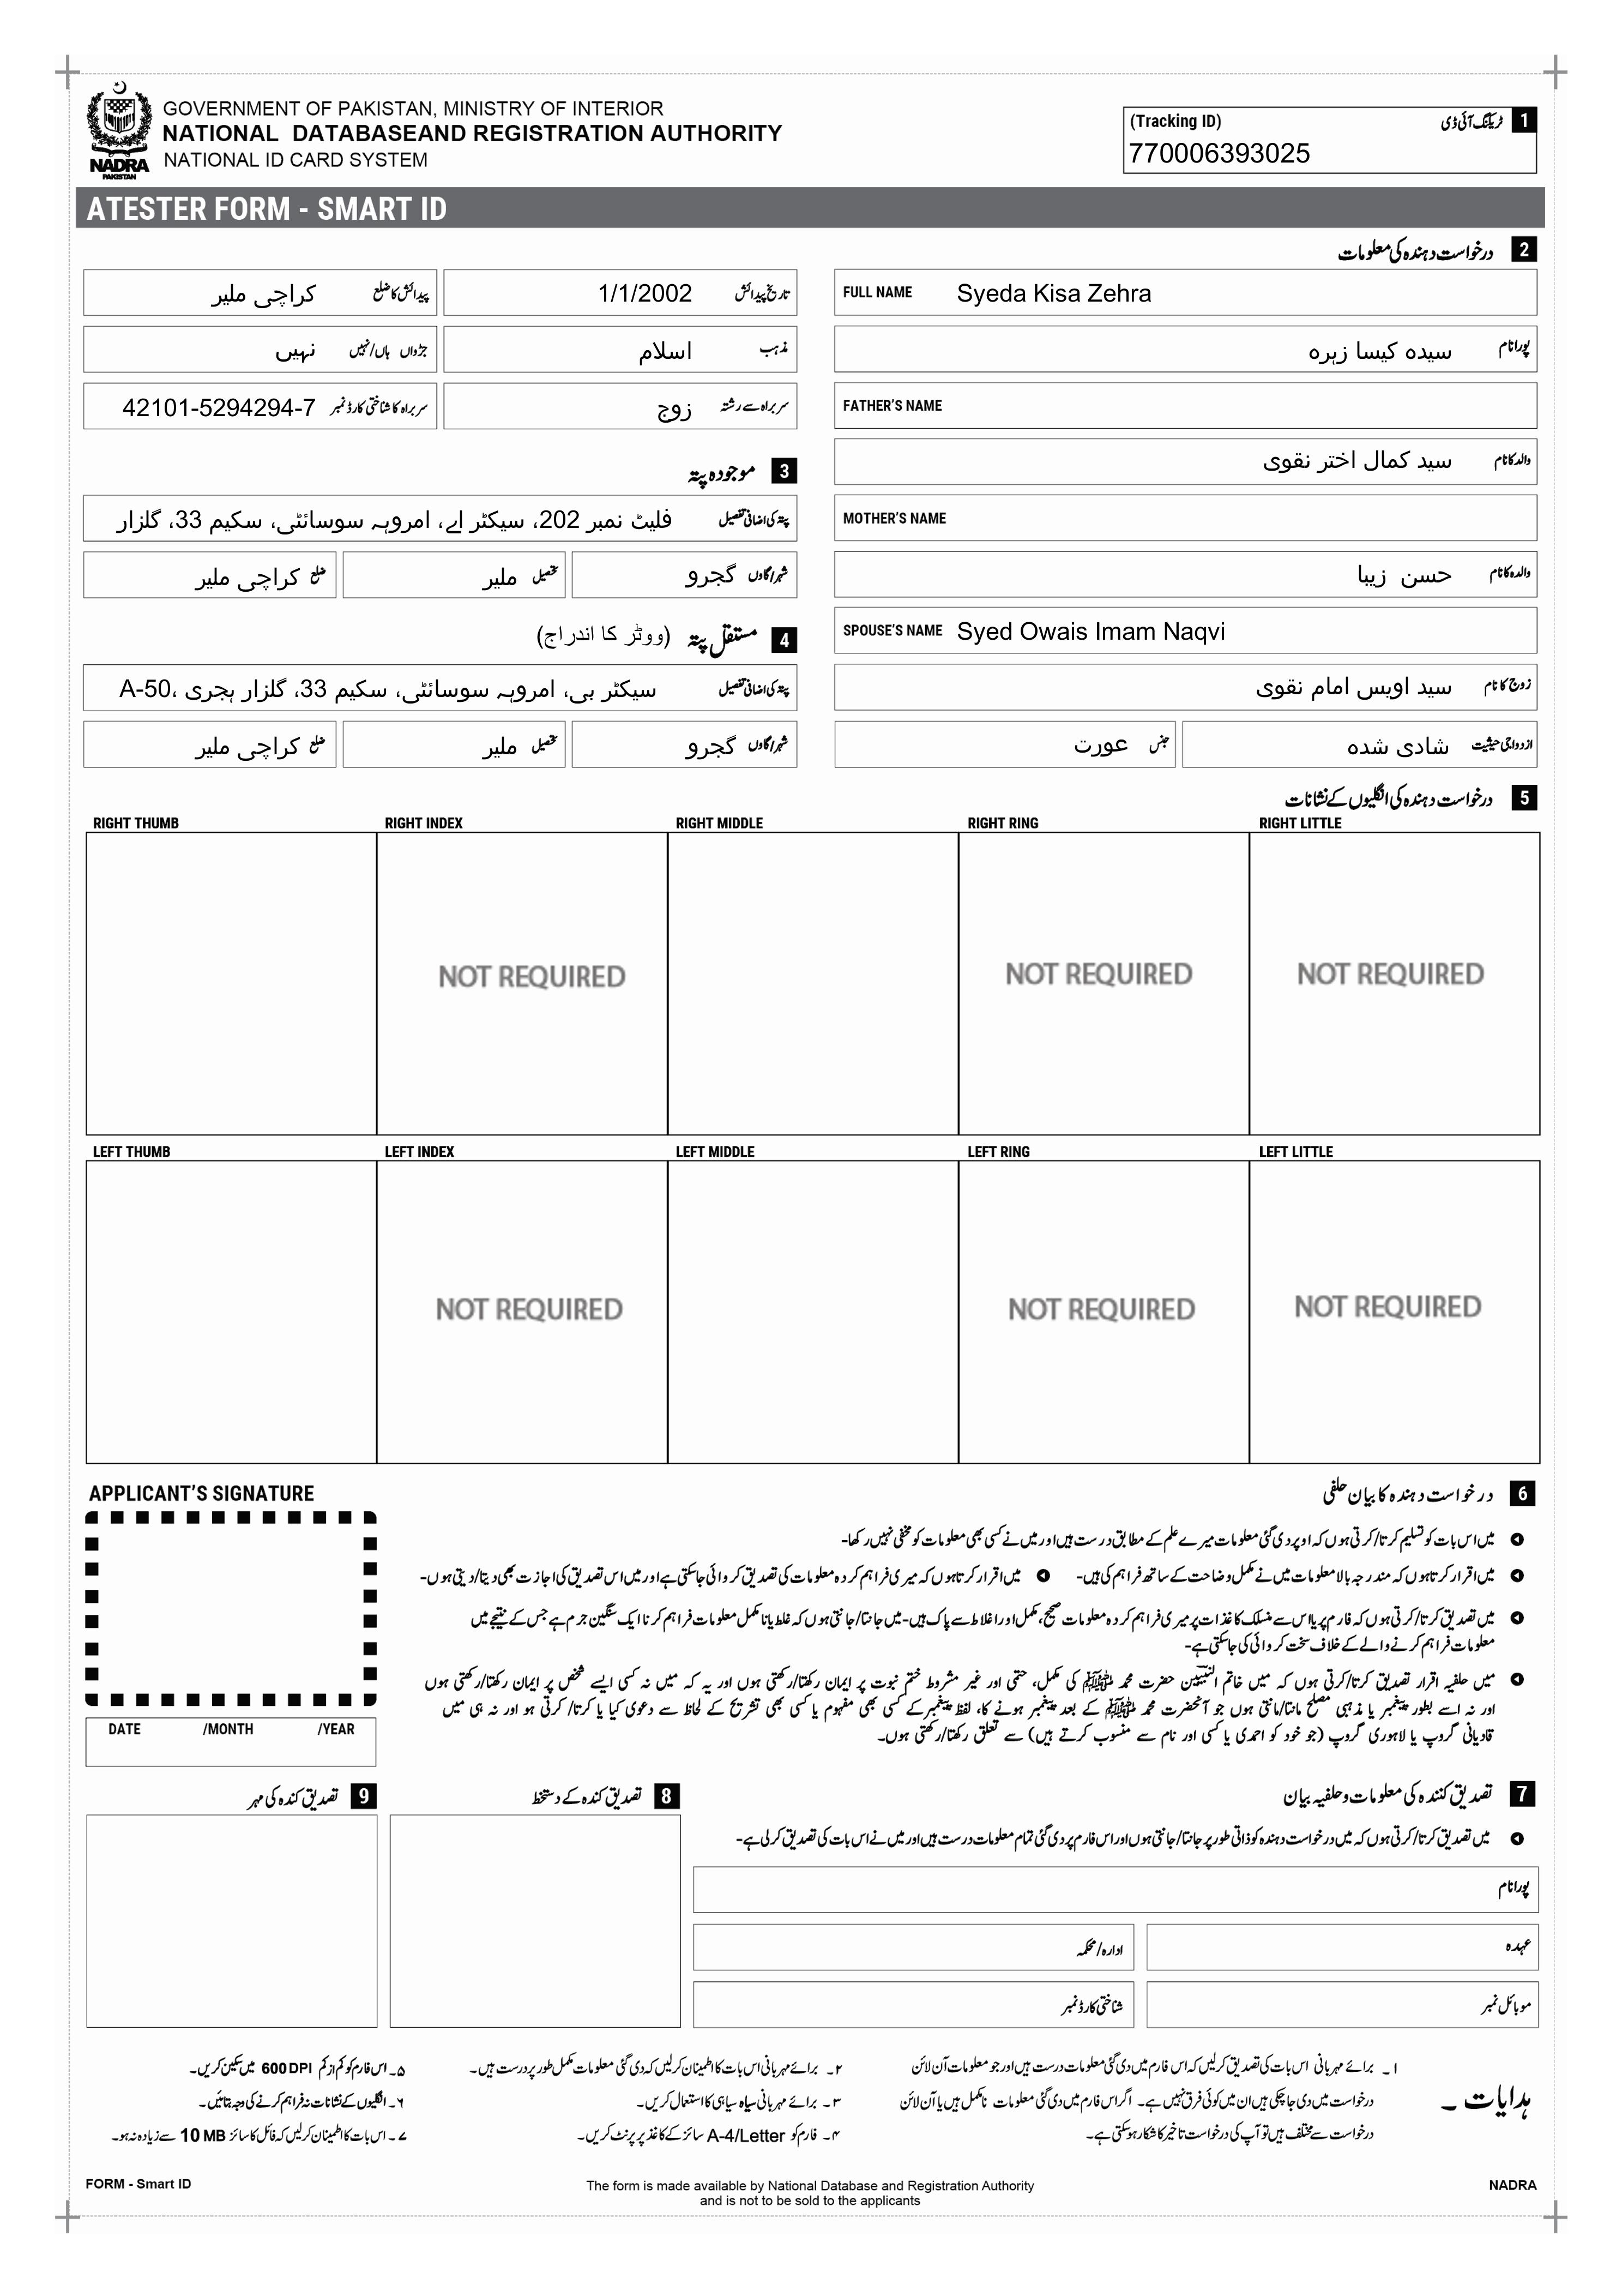 GOVERNMENT OF PAKISTAN, MINISTRY OF INTERIOR
NATIONAL DATABASEAND REGISTRATION AUTHORITY
NATIONAL ID CARD SYSTEM
NADRA
PAKISTAN
(Tracking ID) ٹریکنگ آئی ڈی 1
770006393025
ATESTER FORM - SMART ID
2 درخواست دہندہ کی معلومات
FULL NAME Syeda Kisa Zehra
پورا نام سیدہ کیسا زہرہ
FATHER'S NAME
والد کا نام سید کمال اختر نقوی
MOTHER'S NAME
والدہ کا نام حسن زیبا
SPOUSE'S NAME Syed Owais Imam Naqvi
زوج کا نام سید اویس امام نقوی
ازدواجی حیثیت شادی شدہ
جنس عورت
تاریخ پیدائش 1/1/2002
پیدائش کا ضلع کراچی ملیر
مذہب اسلام
جڑواں ہاں/نہیں نہیں
سربراہ سے رشتہ زوج
سربراہ کا شناختی کارڈ نمبر 42101-5294294-7
3 موجودہ پتہ
پتہ کی اضافی تفصیل فلیٹ نمبر 202، سیکٹر اے، امروہہ سوسائٹی، سکیم 33، گلزار
شہر/گاوں گجرو
تحصیل ملیر
ضلع کراچی ملیر
4 مستقل پتہ (ووٹر کا اندراج)
پتہ کی اضافی تفصیل سیکٹر بی، امروہہ سوسائٹی، سکیم 33، گلزار ہجری ،A-50
شہر/گاوں گجرو
تحصیل ملیر
ضلع کراچی ملیر
5 درخواست دہندہ کی انگلیوں کے نشانات
RIGHT THUMB RIGHT INDEX RIGHT MIDDLE RIGHT RING RIGHT LITTLE
NOT REQUIRED NOT REQUIRED NOT REQUIRED
LEFT THUMB LEFT INDEX LEFT MIDDLE LEFT RING LEFT LITTLE
NOT REQUIRED NOT REQUIRED NOT REQUIRED
APPLICANT'S SIGNATURE
DATE /MONTH /YEAR
6 درخواست دہندہ کا بیان حلفی
میں اس بات کو تسلیم کرتا/کرتی ہوں کہ اوپر دی گئی معلومات میرے علم کے مطابق درست ہیں اور میں نے کسی بھی معلومات کو مخفی نہیں رکھا-
میں اقرار کرتا ہوں کہ مندرجہ بالا معلومات میں نے مکمل وضاحت کے ساتھ فراہم کی ہیں- میں اقرار کرتا ہوں کہ میری فراہم کردہ معلومات کی تصدیق کروائی جا سکتی ہے اور میں اس تصدیق کی اجازت بھی دیتا/دیتی ہوں-
میں تصدیق کرتا/کرتی ہوں کہ فارم پر یا اس سے منسلک کاغذات پر میری فراہم کردہ معلومات صحیح، مکمل اور اغلاط سے پاک ہیں- میں جانتا/جانتی ہوں کہ غلط یا نامکمل معلومات فراہم کرنا ایک سنگین جرم ہے جس کے نتیجے میں
معلومات فراہم کرنے والے کے خلاف سخت کروائی کی جا سکتی ہے-
میں حلفیہ اقرار تصدیق کرتا/کرتی ہوں کہ میں خاتم النبیین حضرت محمد ﷺ کی مکمل، حتمی اور غیر مشروط ختم نبوت پر ایمان رکھتا/رکھتی ہوں اور یہ کہ میں نہ کسی ایسے شخص پر ایمان رکھتا/رکھتی ہوں
اور نہ اسے بطور پیغمبر یا مذہبی مصلح مانتا/مانتی ہوں جو آنحضرت محمد ﷺ کے بعد پیغمبر ہونے کا، لفظ پیغمبر کے کسی بھی مفہوم یا کسی بھی تشریح کے لحاظ سے دعوی کیا یا کرتا/ کرتی ہو اور نہ ہی میں
قادیانی گروپ یا لاہوری گروپ (جو خود کو احمدی یا کسی اور نام سے منسوب کرتے ہیں) سے تعلق رکھتا/رکھتی ہوں۔
7 تصدیق کنندہ کی معلومات و حلفیہ بیان
میں تصدیق کرتا/کرتی ہوں کہ میں درخواست دہندہ کو ذاتی طور پر جانتا/جانتی ہوں اور اس فارم پر دی گئی تمام معلومات درست ہیں اور میں نے اس بات کی تصدیق کرلی ہے-
پورا نام
عہدہ
ادارہ/محکمہ
موبائل نمبر
شناختی کارڈ نمبر
8 تصدیق کندہ کے دستخط
9 تصدیق کندہ کی مہر
ہدایات ۔
۱۔ برائے مہربانی اس بات کی تصدیق کرلیں کہ اس فارم میں دی گئی معلومات درست ہیں اور جو معلومات آن لائن
درخواست میں دی جاچکی ہیں ان میں کوئی فرق نہیں ہے۔ اگر اس فارم میں دی گئی معلومات نامکمل ہیں یا آن لائن
درخواست سے مختلف ہیں تو آپ کی درخواست تاخیر کا شکار ہوسکتی ہے۔
۲۔ برائے مہربانی اس بات کا اطمینان کرلیں کہ دی گئی معلومات مکمل طور پر درست ہیں۔
۳۔ برائے مہربانی سیاہ سیاہی کا استعمال کریں۔
۴۔ فارم کو A-4/Letter سائز کے کاغذ پر پرنٹ کریں۔
۵۔ اس فارم کو کم از کم 600 DPI میں سکین کریں۔
۶۔ انگلیوں کے نشانات نہ فراہم کرنے کی وجہ بتائیں۔
۷۔ اس بات کا اطمینان کرلیں کہ فائل کا سائز 10 MB سے زیادہ نہ ہو۔
FORM - Smart ID
The form is made available by National Database and Registration Authority
and is not to be sold to the applicants
NADRA